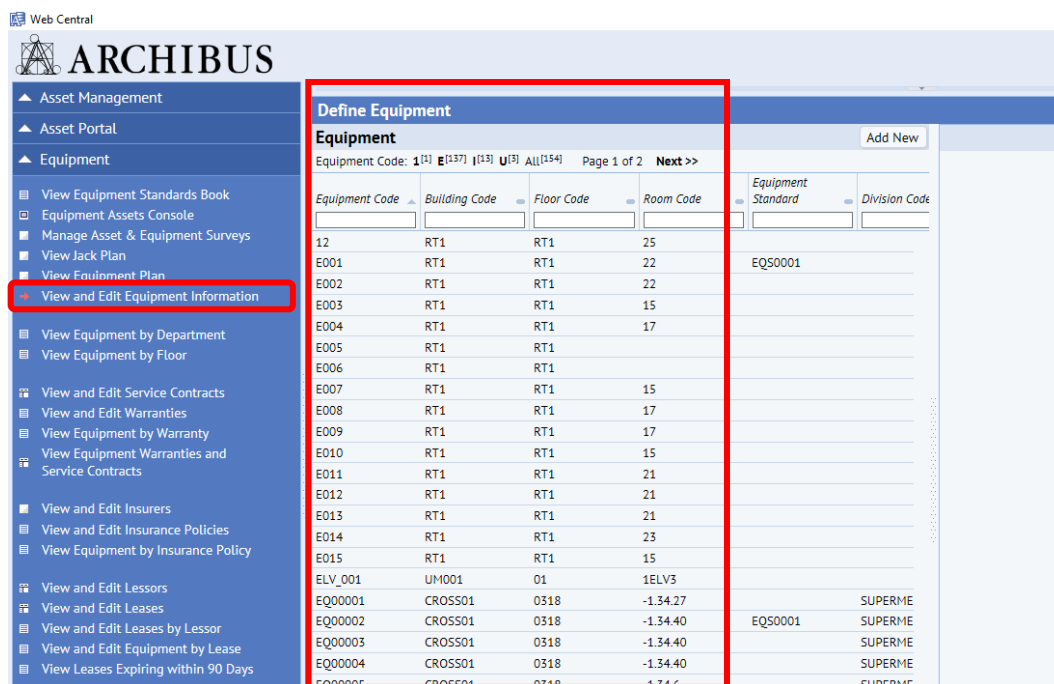 Web Central
ARCHIBUS
Asset Management
Asset Portal
Equipment
View Equipment Standards Book
Equipment Assets Console
Manage Asset & Equipment Surveys
View Jack Plan
View Equipment Plan
View and Edit Equipment Information
View Equipment by Department
View Equipment by Floor
View and Edit Service Contracts
View and Edit Warranties
View Equipment by Warranty
View Equipment Warranties and
Service Contracts
View and Edit Insurers
View and Edit Insurance Policies
View Equipment by Insurance Policy
View and Edit Lessors
View and Edit Leases
View and Edit Leases by Lessor
View and Edit Equipment by Lease
View Leases Expiring within 90 Days
Define Equipment
Equipment Add New
Equipment Code: 1[1] E[137] I[13] U[3] All[154] Page 1 of 2 Next >>
Equipment Code Building Code Floor Code Room Code Equipment Standard Division Code
12 RT1 RT1 25
E001 RT1 RT1 22 EQS0001
E002 RT1 RT1 22
E003 RT1 RT1 15
E004 RT1 RT1 17
E005 RT1 RT1
E006 RT1 RT1
E007 RT1 RT1 15
E008 RT1 RT1 17
E009 RT1 RT1 17
E010 RT1 RT1 15
E011 RT1 RT1 21
E012 RT1 RT1 21
E013 RT1 RT1 21
E014 RT1 RT1 23
E015 RT1 RT1 15
ELV_001 UM001 01 1ELV3
EQ00001 CROSS01 0318 -1.34.27 SUPERME
EQ00002 CROSS01 0318 -1.34.40 EQS0001 SUPERME
EQ00003 CROSS01 0318 -1.34.40 SUPERME
EQ00004 CROSS01 0318 -1.34.40 SUPERME